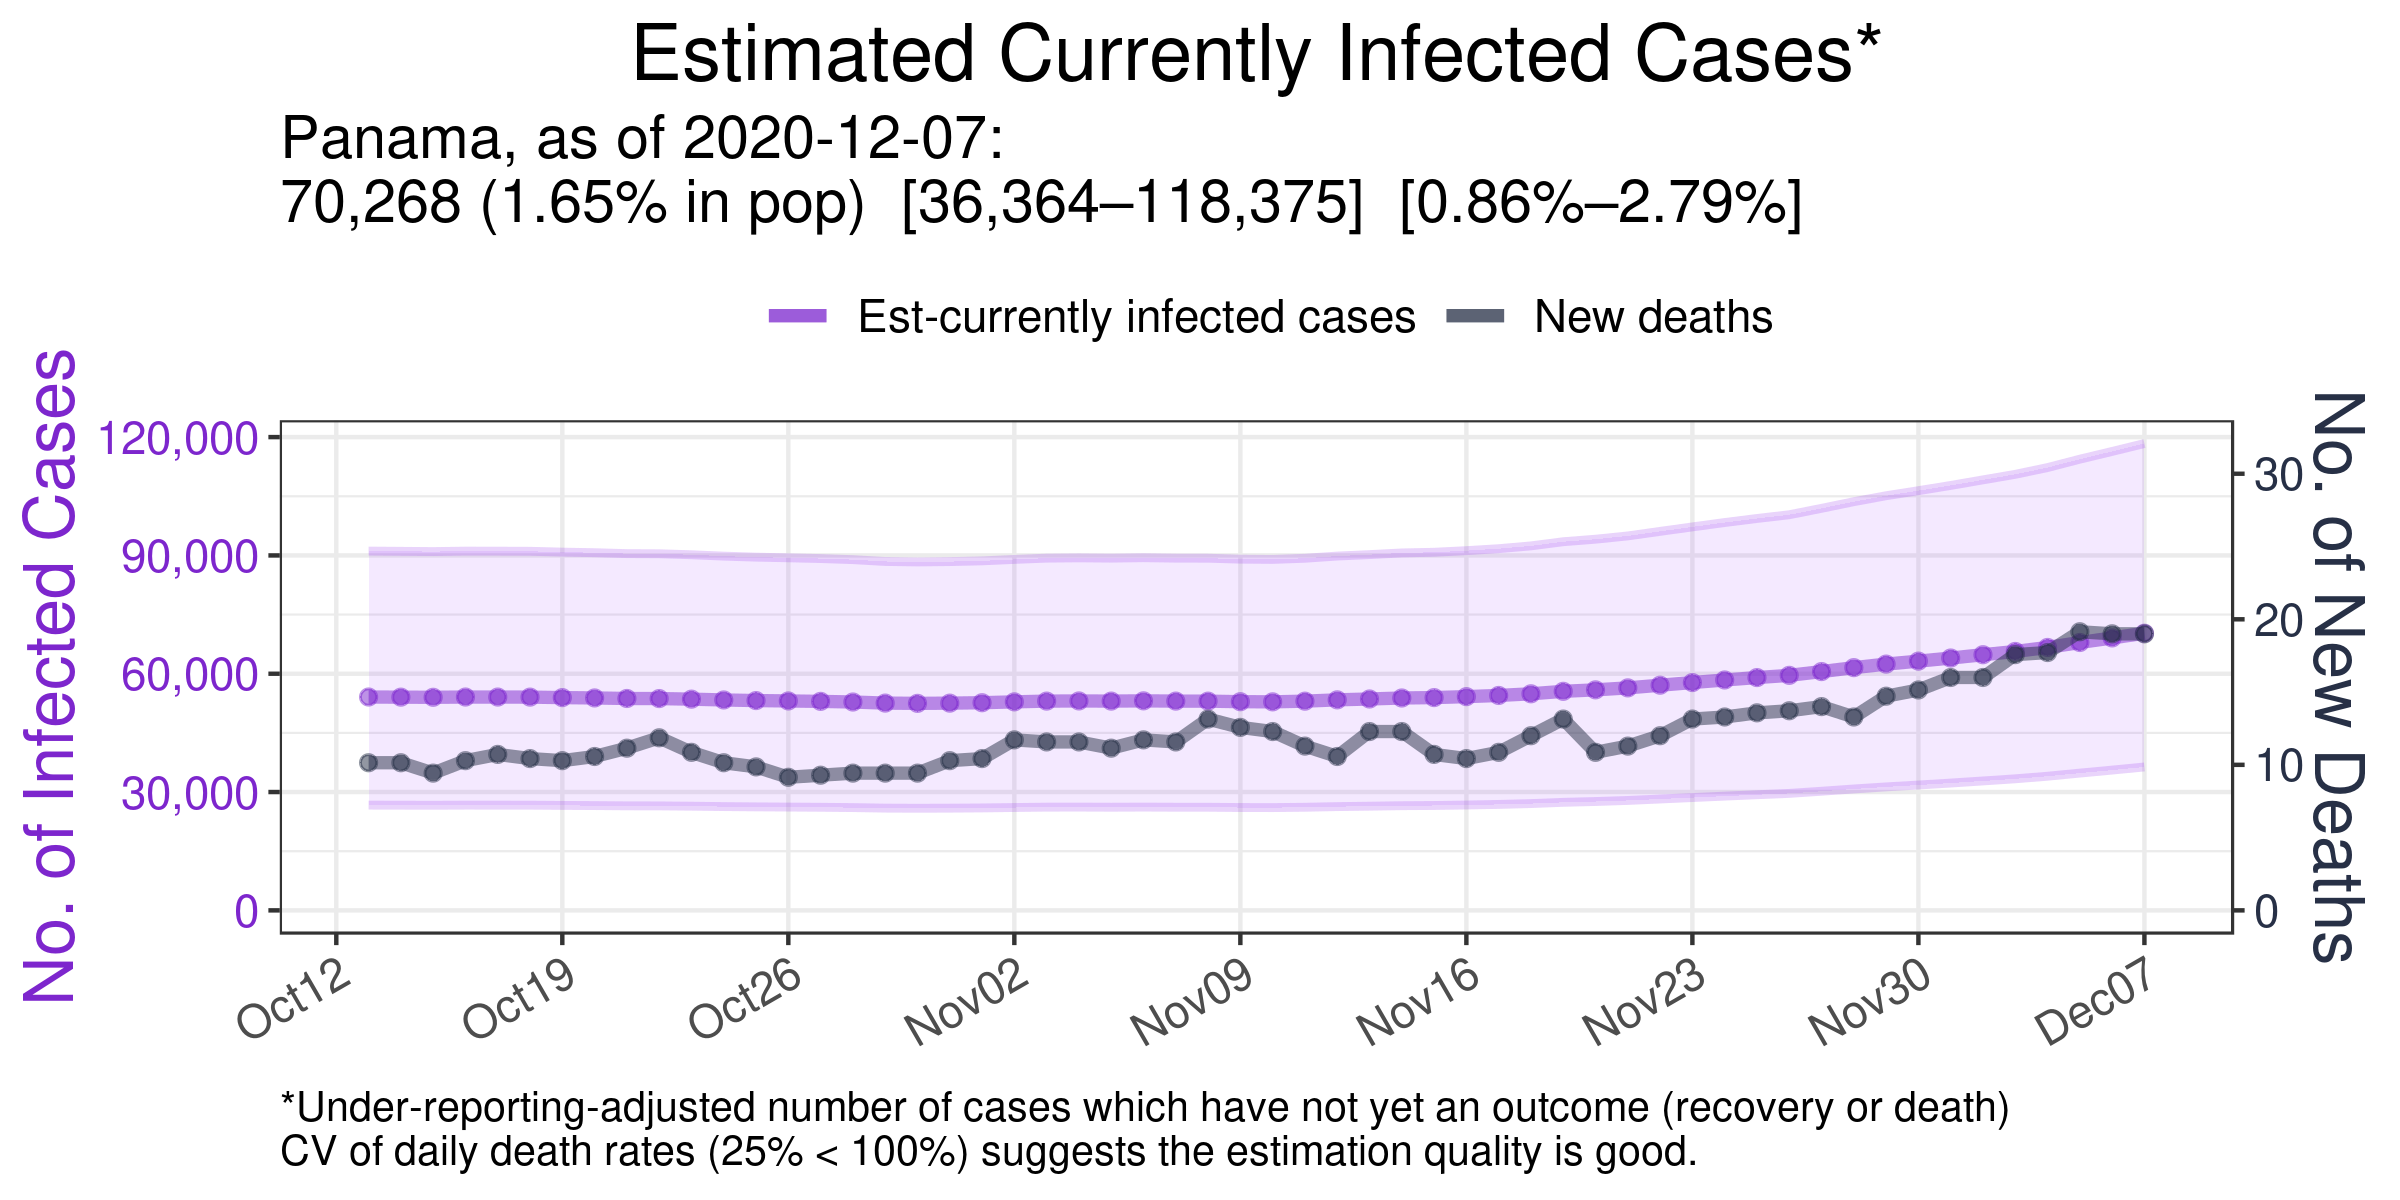 Estimated Currently Infected Cases*
Panama, as of 2020-12-07:
70,268 (1.65% in pop)  [36,364–118,375]  [0.86%–2.79%]
Est-currently infected cases
New deaths
No. of Infected Cases
120,000
90,000
60,000
30,000
0
No. of New Deaths
30
20
10
0
Oct12
Oct19
Oct26
Nov02
Nov09
Nov16
Nov23
Nov30
Dec07
*Under-reporting-adjusted number of cases which have not yet an outcome (recovery or death)
CV of daily death rates (25% < 100%) suggests the estimation quality is good.